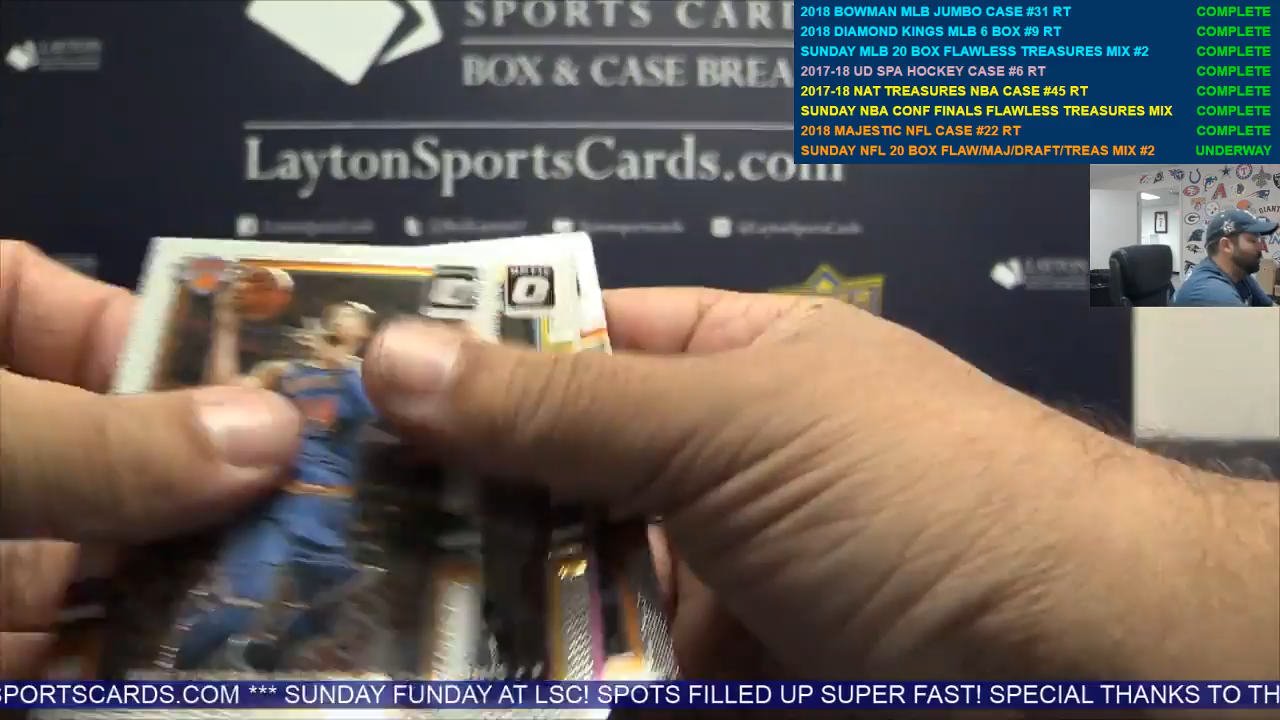 SPORTS CARDS
BOX & CASE BREA
LaytonSportsCards.com
2018 BOWMAN MLB JUMBO CASE #31 RT COMPLETE
2018 DIAMOND KINGS MLB 6 BOX #9 RT COMPLETE
SUNDAY MLB 20 BOX FLAWLESS TREASURES MIX #2 COMPLETE
2017-18 UD SPA HOCKEY CASE #6 RT COMPLETE
2017-18 NAT TREASURES NBA CASE #45 RT COMPLETE
SUNDAY NBA CONF FINALS FLAWLESS TREASURES MIX COMPLETE
2018 MAJESTIC NFL CASE #22 RT COMPLETE
SUNDAY NFL 20 BOX FLAW/MAJ/DRAFT/TREAS MIX #2 UNDERWAY
LAYTON
SPORTSCARDS.COM *** SUNDAY FUNDAY AT LSC! SPOTS FILLED UP SUPER FAST! SPECIAL THANKS TO TH